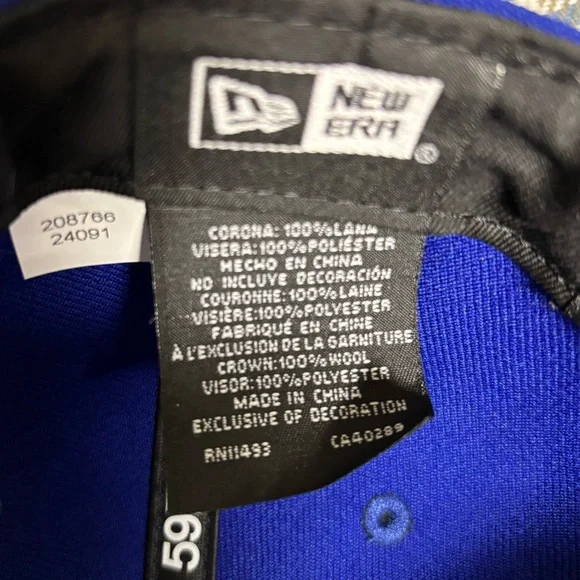 NEW
ERA
®
208766
24091
CORONA: 100%LANA
VISERA: 100%POLIÉSTER
HECHO EN CHINA
NO INCLUYE DECORACIÓN
COURONNE: 100%LAINE
VISIÈRE: 100%POLYESTER
FABRIQUÉ EN CHINE
À L'EXCLUSION DE LA GARNITURE
CROWN: 100%WOOL
VISOR: 100%POLYESTER
MADE IN CHINA
EXCLUSIVE OF DECORATION
RN11493 CA40289
59